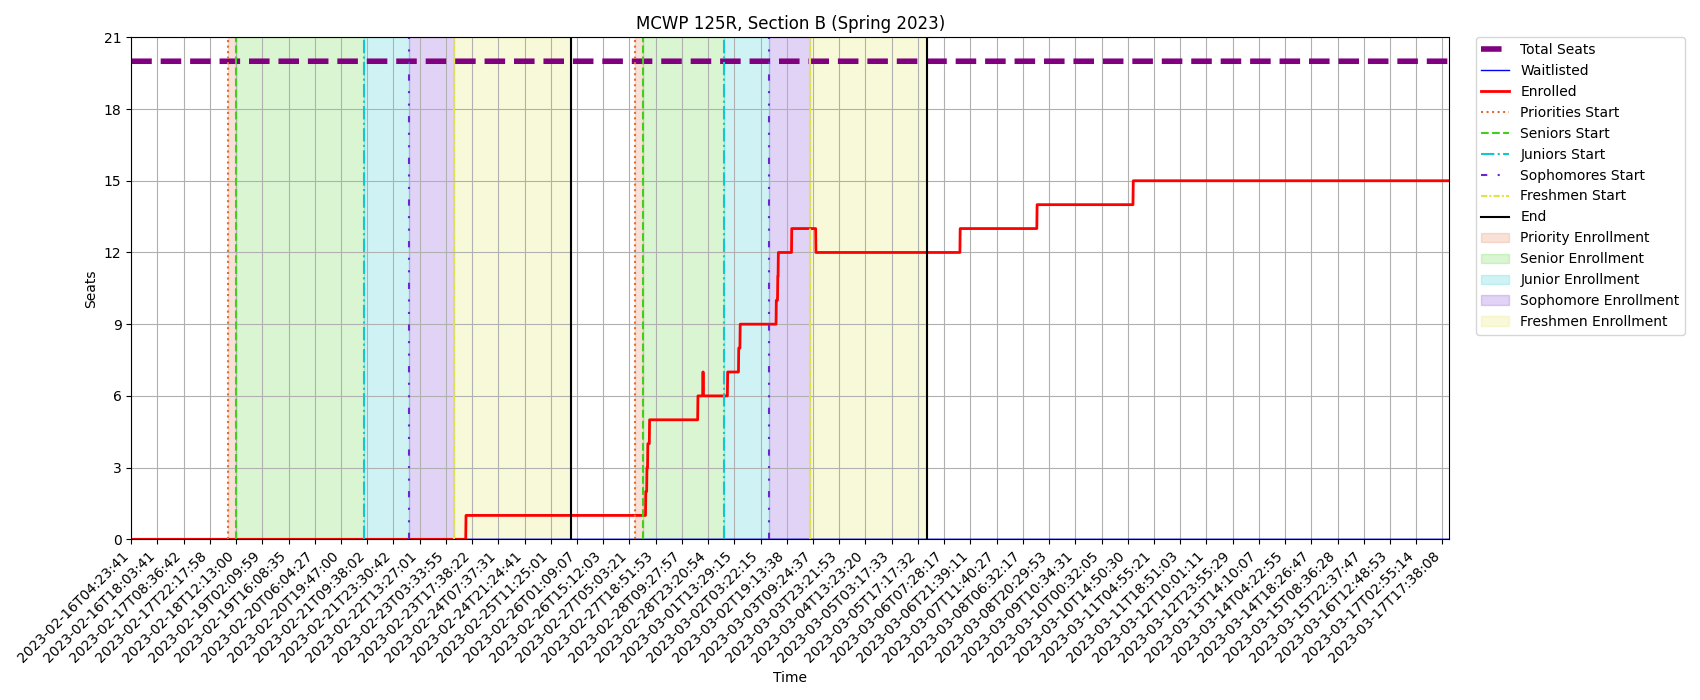 MCWP 125R, Section B (Spring 2023)
21
18
15
12
9
6
3
0
Seats
2023-02-16T04:23:41
2023-02-16T18:03:41
2023-02-17T08:36:42
2023-02-17T22:17:58
2023-02-18T12:13:00
2023-02-19T02:09:59
2023-02-19T16:08:35
2023-02-20T06:04:27
2023-02-20T19:47:00
2023-02-21T09:38:02
2023-02-21T23:30:42
2023-02-22T13:27:01
2023-02-23T03:33:55
2023-02-23T17:38:22
2023-02-24T07:37:31
2023-02-24T21:24:41
2023-02-25T11:25:01
2023-02-26T01:09:07
2023-02-26T15:12:03
2023-02-27T05:03:21
2023-02-27T18:51:53
2023-02-28T09:27:57
2023-02-28T23:20:54
2023-03-01T13:29:15
2023-03-02T03:22:15
2023-03-02T19:13:38
2023-03-03T09:24:37
2023-03-03T23:21:53
2023-03-04T13:23:20
2023-03-05T03:17:33
2023-03-05T17:17:32
2023-03-06T07:28:17
2023-03-06T21:39:11
2023-03-07T11:40:27
2023-03-08T06:32:17
2023-03-08T20:29:53
2023-03-09T10:34:31
2023-03-10T00:32:05
2023-03-10T14:50:30
2023-03-11T04:55:21
2023-03-11T18:51:03
2023-03-12T10:01:11
2023-03-12T23:55:29
2023-03-13T14:10:07
2023-03-14T04:22:55
2023-03-14T18:26:47
2023-03-15T08:36:28
2023-03-15T22:37:47
2023-03-16T12:48:53
2023-03-17T02:55:14
2023-03-17T17:38:08
Time
Total Seats
Waitlisted
Enrolled
Priorities Start
Seniors Start
Juniors Start
Sophomores Start
Freshmen Start
End
Priority Enrollment
Senior Enrollment
Junior Enrollment
Sophomore Enrollment
Freshmen Enrollment